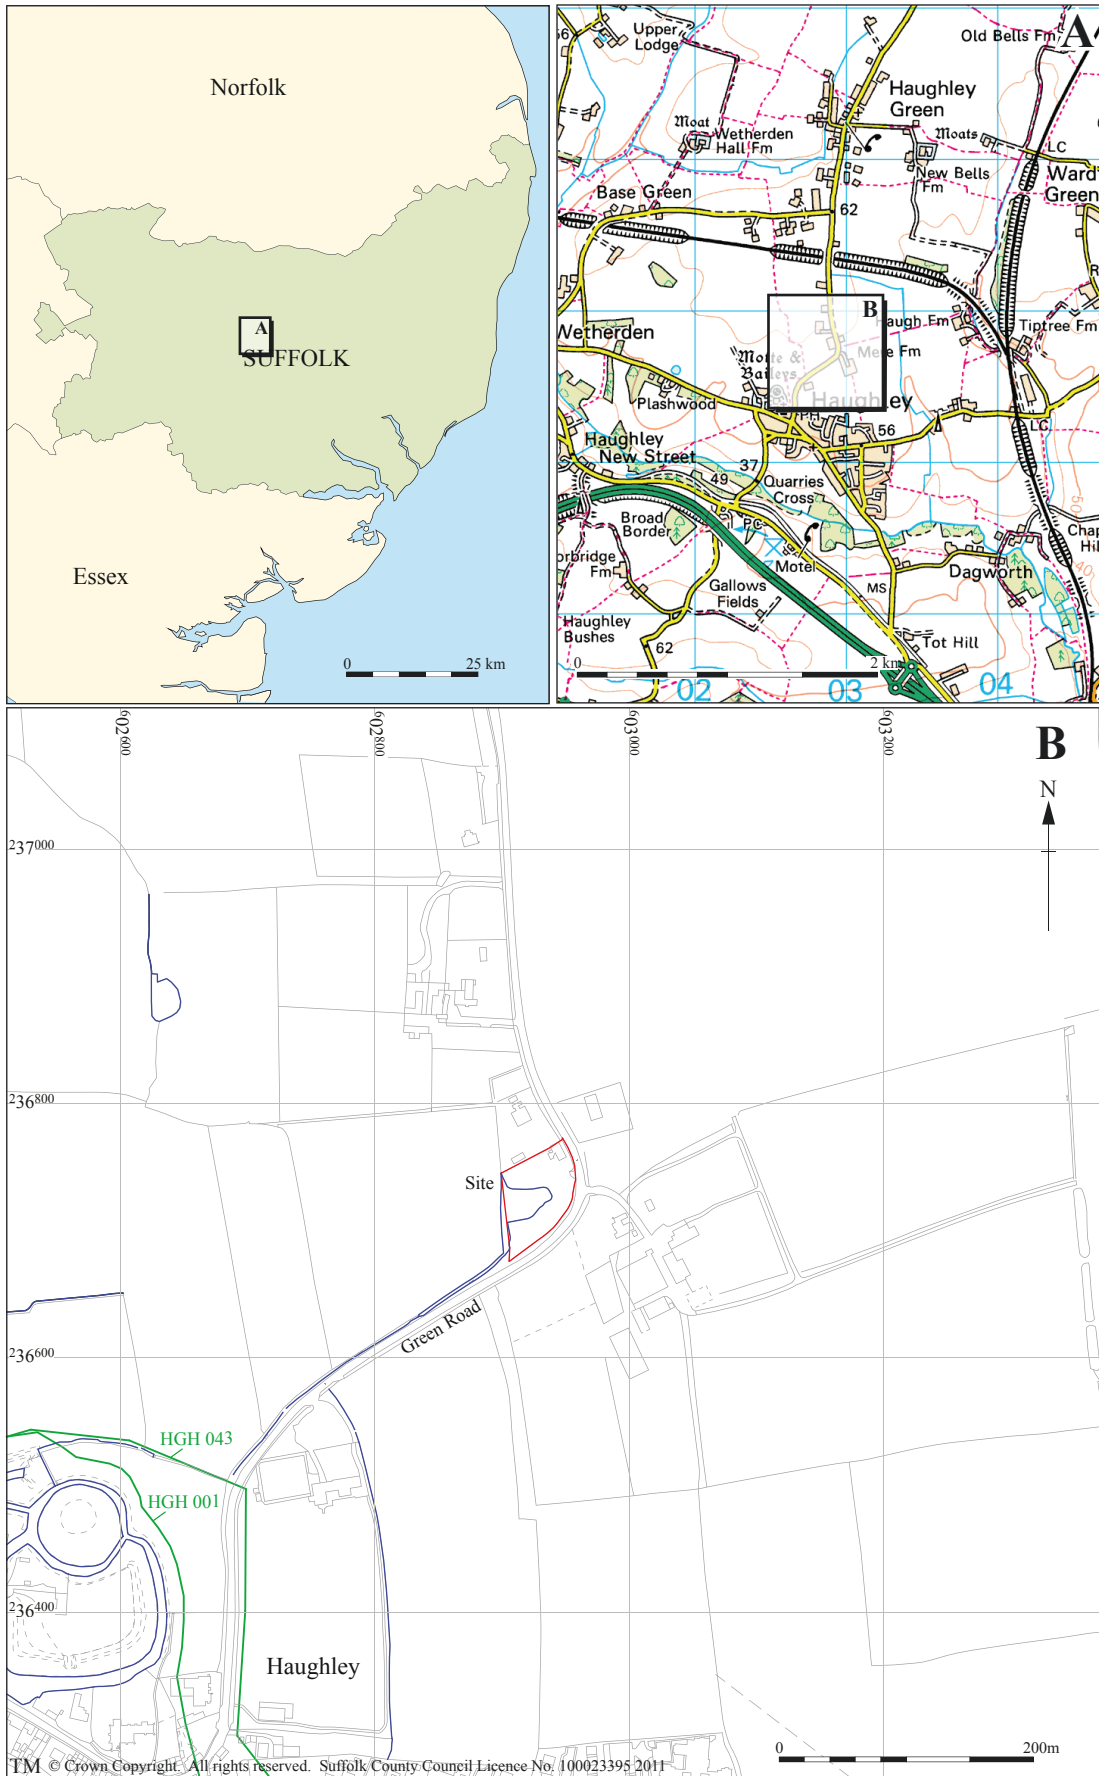 Norfolk
A
SUFFOLK
Essex
0 25 km
A
Upper
Lodge
Old Bells Fm
Haughley
Green
Moat
Wetherden
Hall Fm
Moats
LC
New Bells
Fm
Ward
Green
Base Green
62
B
Haugh Fm
Tiptree Fm
Wetherden
Mere Fm
Motte &
Baileys
Plashwood
Haughley
PH
56
LC
Haughley
New Street
37
49
Quarries
Cross
Broad
Border
PC
Motel
orbridge
Fm
Gallows
Fields
MS
Dagworth
Chap
Hil
50
40
Haughley
Bushes
62
Tot Hill
0 2 km
02 03 04
B
N
602600
602800
603000
603200
237000
236800
Site
Green Road
236600
HGH 043
HGH 001
236400
Haughley
0 200m
TM © Crown Copyright. All rights reserved. Suffolk County Council Licence No. 100023395 2011